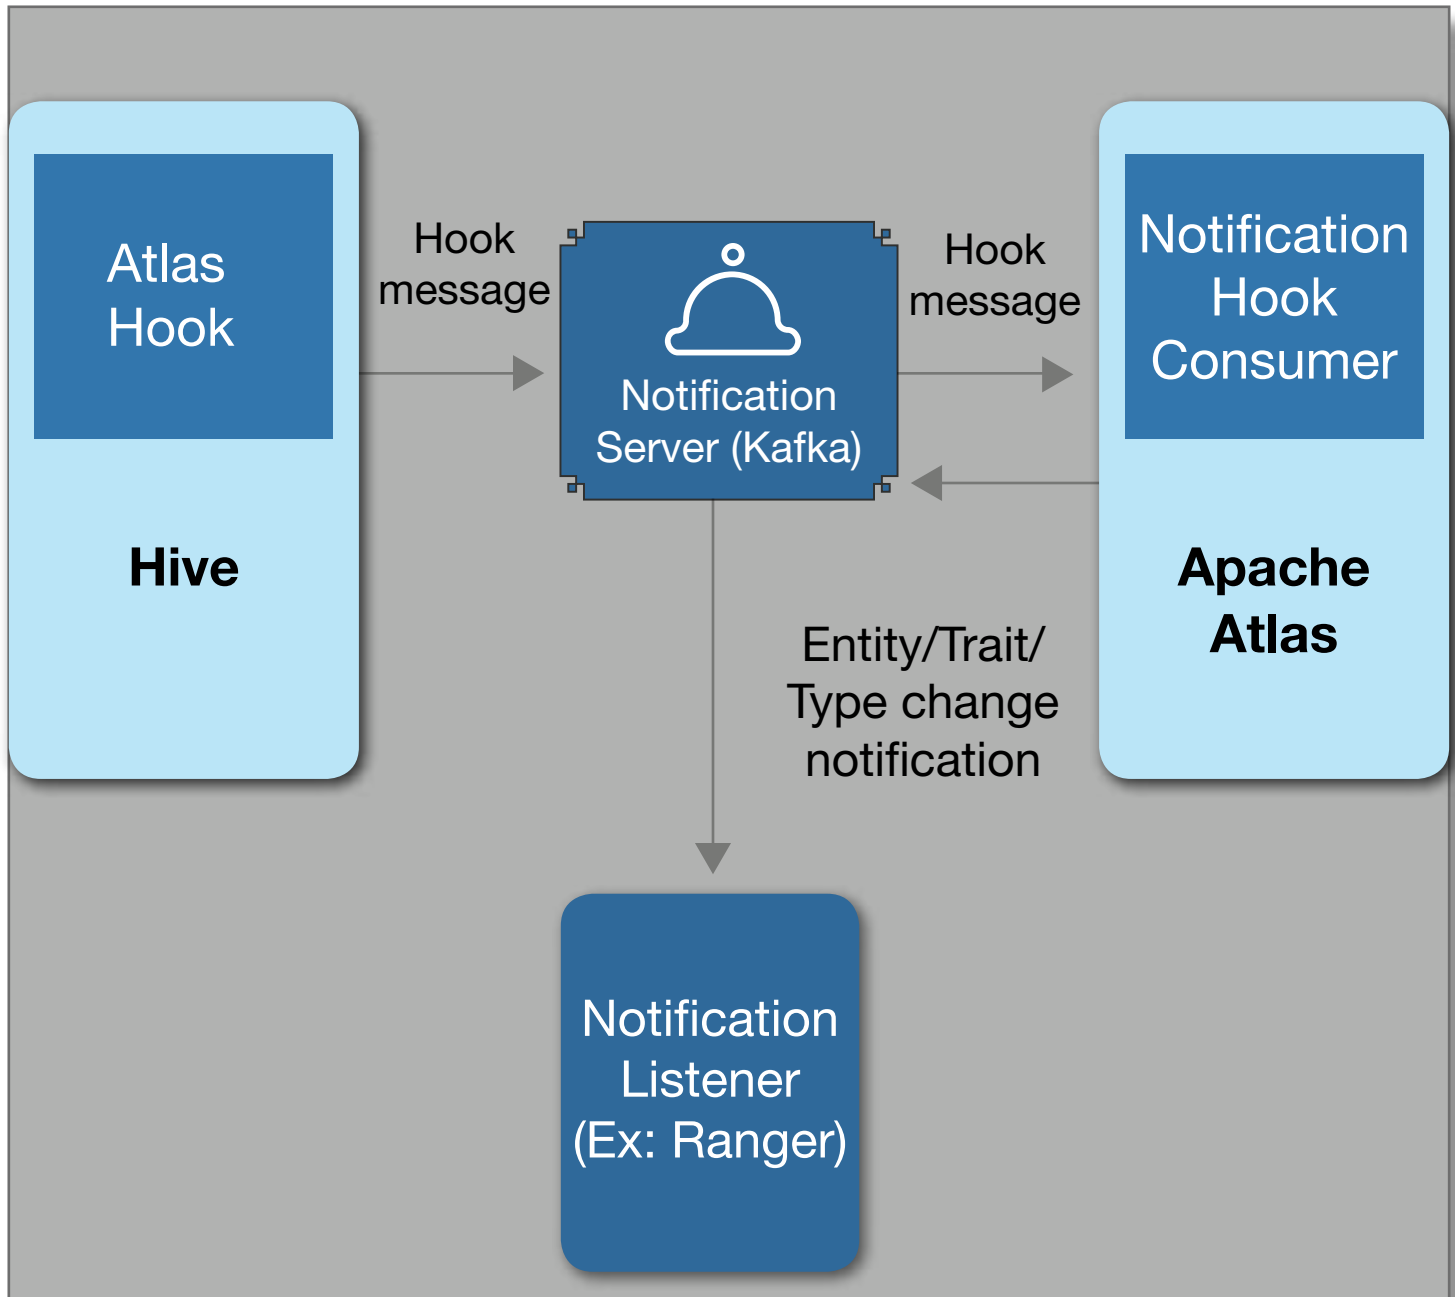 Atlas
Hook
Hive
Hook
message
Notification
Server (Kafka)
Hook
message
Notification
Hook
Consumer
Apache
Atlas
Entity/Trait/
Type change
notification
Notification
Listener
(Ex: Ranger)